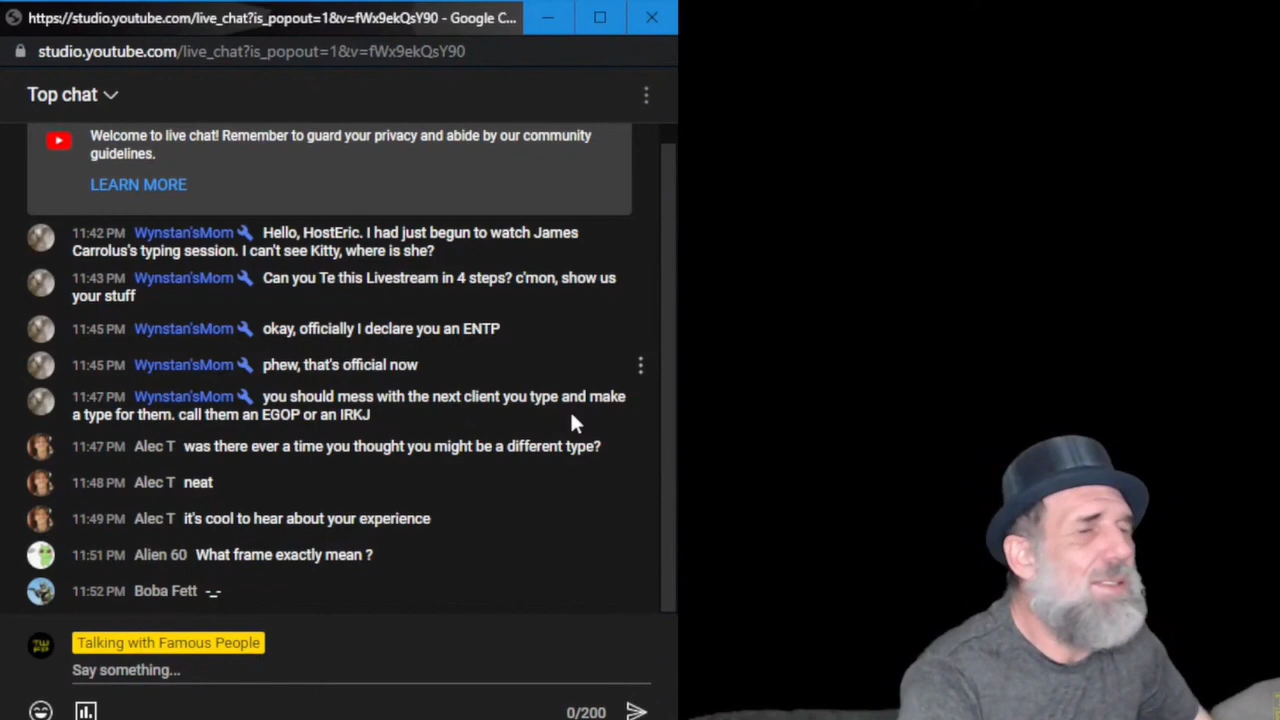 https://studio.youtube.com/live_chat?is_popout=1&v=fWx9ekQsY90 - Google C...
studio.youtube.com/live_chat?is_popout=1&v=fWx9ekQsY90
Top chat
Welcome to live chat! Remember to guard your privacy and abide by our community
guidelines.
LEARN MORE
11:42 PM Wynstan'sMom Hello, HostEric. I had just begun to watch James
Carrolus's typing session. I can't see Kitty, where is she?
11:43 PM Wynstan'sMom Can you Te this Livestream in 4 steps? c'mon, show us
your stuff
11:45 PM Wynstan'sMom okay, officially I declare you an ENTP
11:45 PM Wynstan'sMom phew, that's official now
11:47 PM Wynstan'sMom you should mess with the next client you type and make
a type for them. call them an EGOP or an IRKJ
11:47 PM Alec T was there ever a time you thought you might be a different type?
11:48 PM Alec T neat
11:49 PM Alec T it's cool to hear about your experience
11:51 PM Alien 60 What frame exactly mean ?
11:52 PM Boba Fett -_-
TW
FP
Talking with Famous People
Say something...
0/200